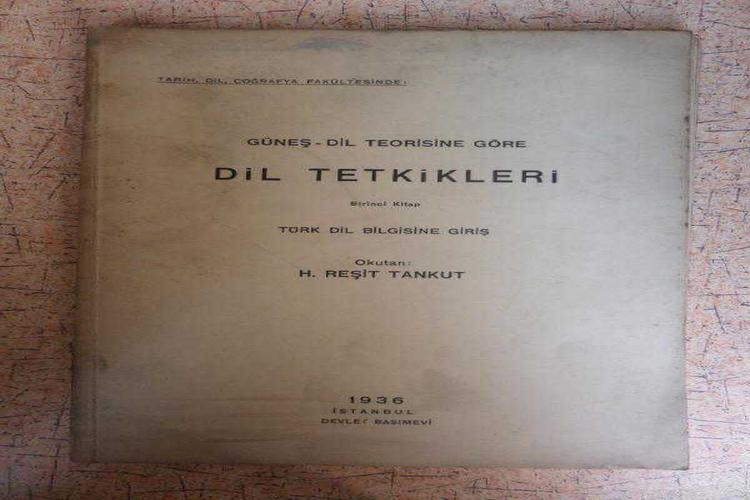 TARİH, DİL, COĞRAFYA FAKÜLTESİNDE:
GÜNEŞ - DİL TEORİSİNE GÖRE
DİL TETKİKLERİ
Birinci Kitap
TÜRK DİL BİLGİSİNE GİRİŞ
Okutan:
H. REŞİT TANKUT
1936
İSTANBUL
DEVLET BASIMEVİ